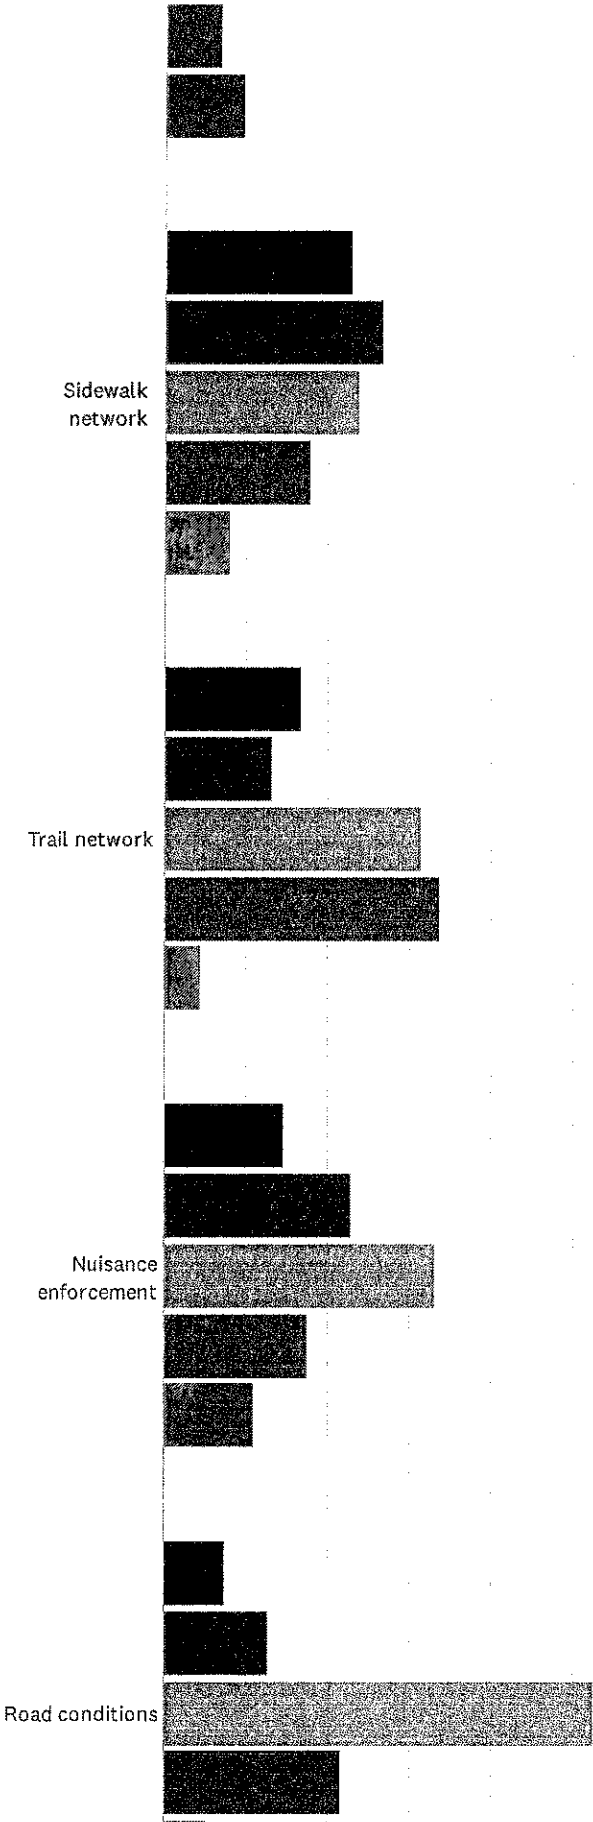 Sidewalk
network
Trail network
Nuisance
enforcement
Road conditions